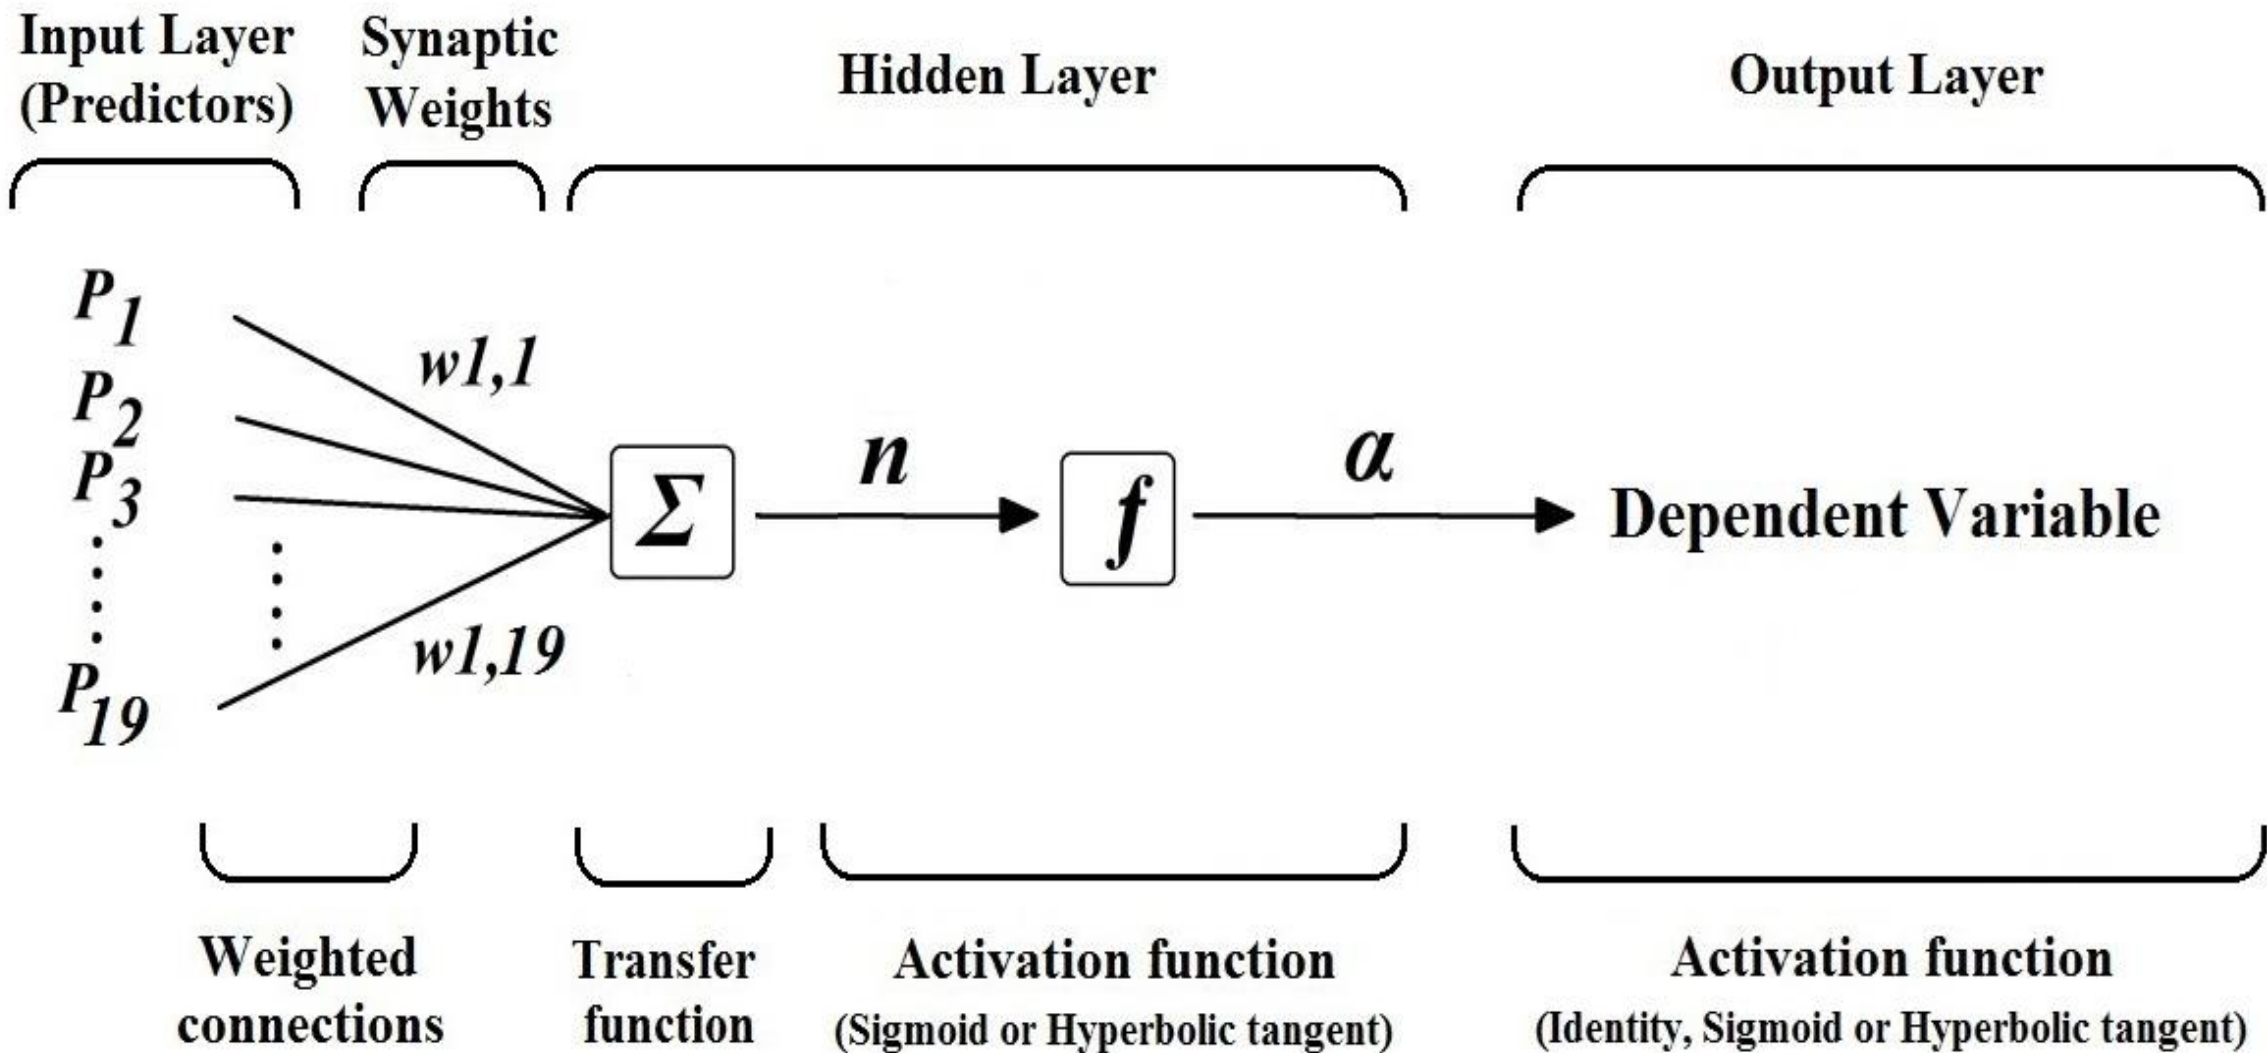 Input Layer
(Predictors)
Synaptic
Weights
Hidden Layer
Output Layer
P1
P2
P3
P19
w1,1
w1,19
Σ
n
f
α
Dependent Variable
Weighted
connections
Transfer
function
Activation function
(Sigmoid or Hyperbolic tangent)
Activation function
(Identity, Sigmoid or Hyperbolic tangent)